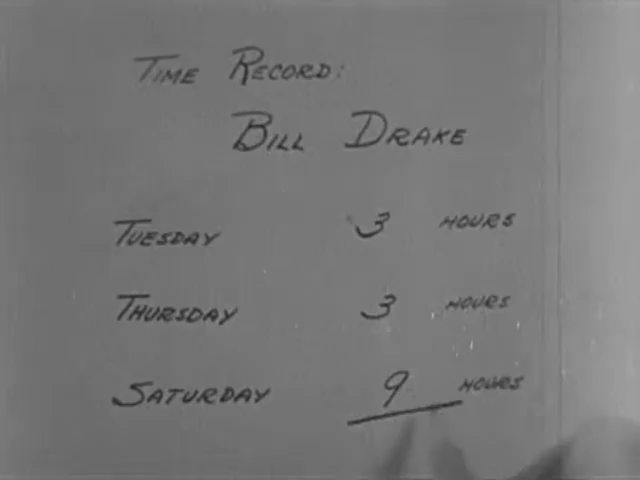 TIME RECORD:
BILL DRAKE
TUESDAY 3 HOURS
THURSDAY 3 HOURS
SATURDAY 9 HOURS